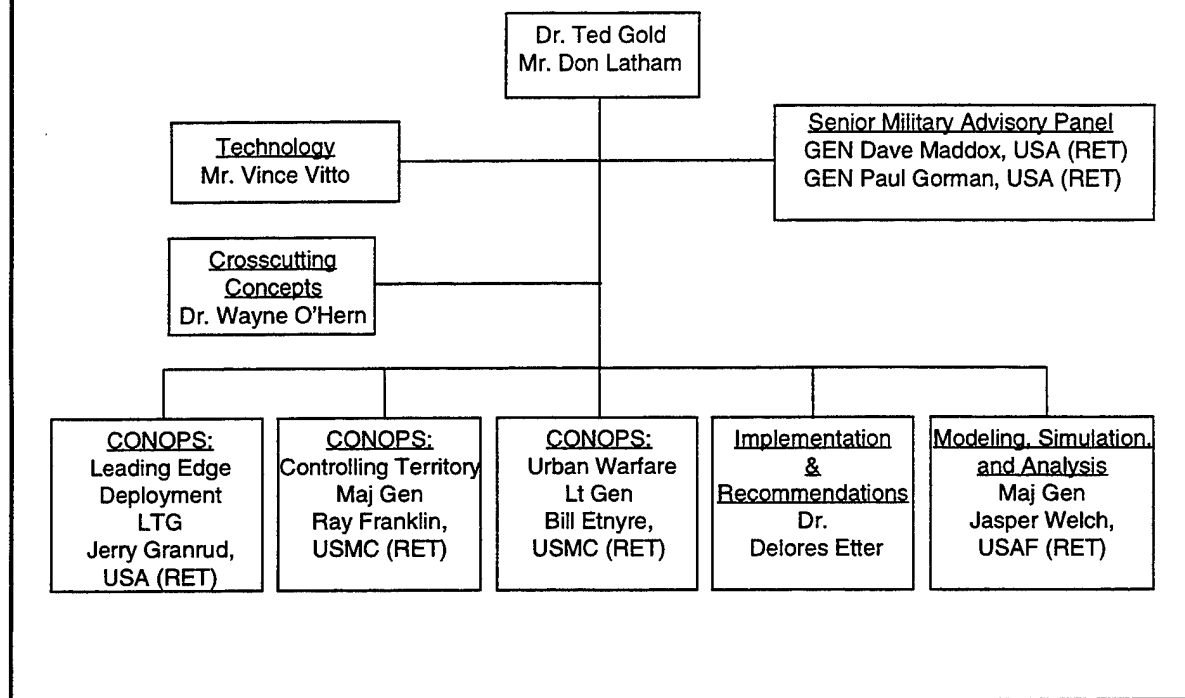 Dr. Ted Gold
Mr. Don Latham
Technology
Mr. Vince Vitto
Senior Military Advisory Panel
GEN Dave Maddox, USA (RET)
GEN Paul Gorman, USA (RET)
Crosscutting
Concepts
Dr. Wayne O'Hern
CONOPS:
Leading Edge
Deployment
LTG
Jerry Granrud,
USA (RET)
CONOPS:
Controlling Territory
Maj Gen
Ray Franklin,
USMC (RET)
CONOPS:
Urban Warfare
Lt Gen
Bill Etnyre,
USMC (RET)
Implementation
&
Recommendations
Dr.
Delores Etter
Modeling, Simulation,
and Analysis
Maj Gen
Jasper Welch,
USAF (RET)